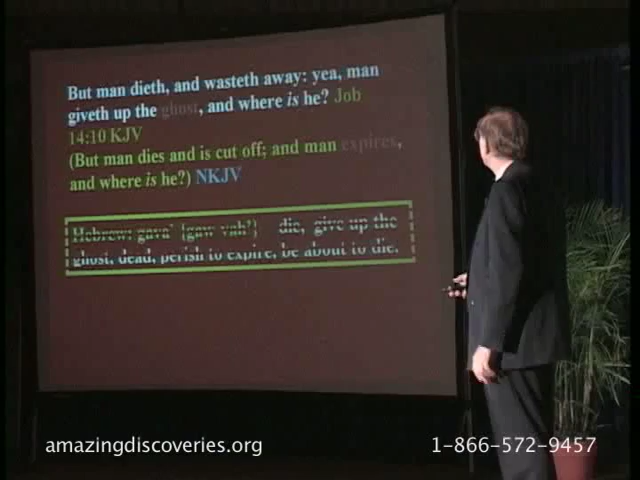 But man dieth, and wasteth away: yea, man
giveth up the ghost, and where is he? Job
14:10 KJV
(But man dies and is cut off; and man expires,
and where is he?) NKJV
Hebrew: gava` {gaw-vah'} die, give up the
ghost, dead, perish to expire, be about to die.
amazingdiscoveries.org
1-866-572-9457